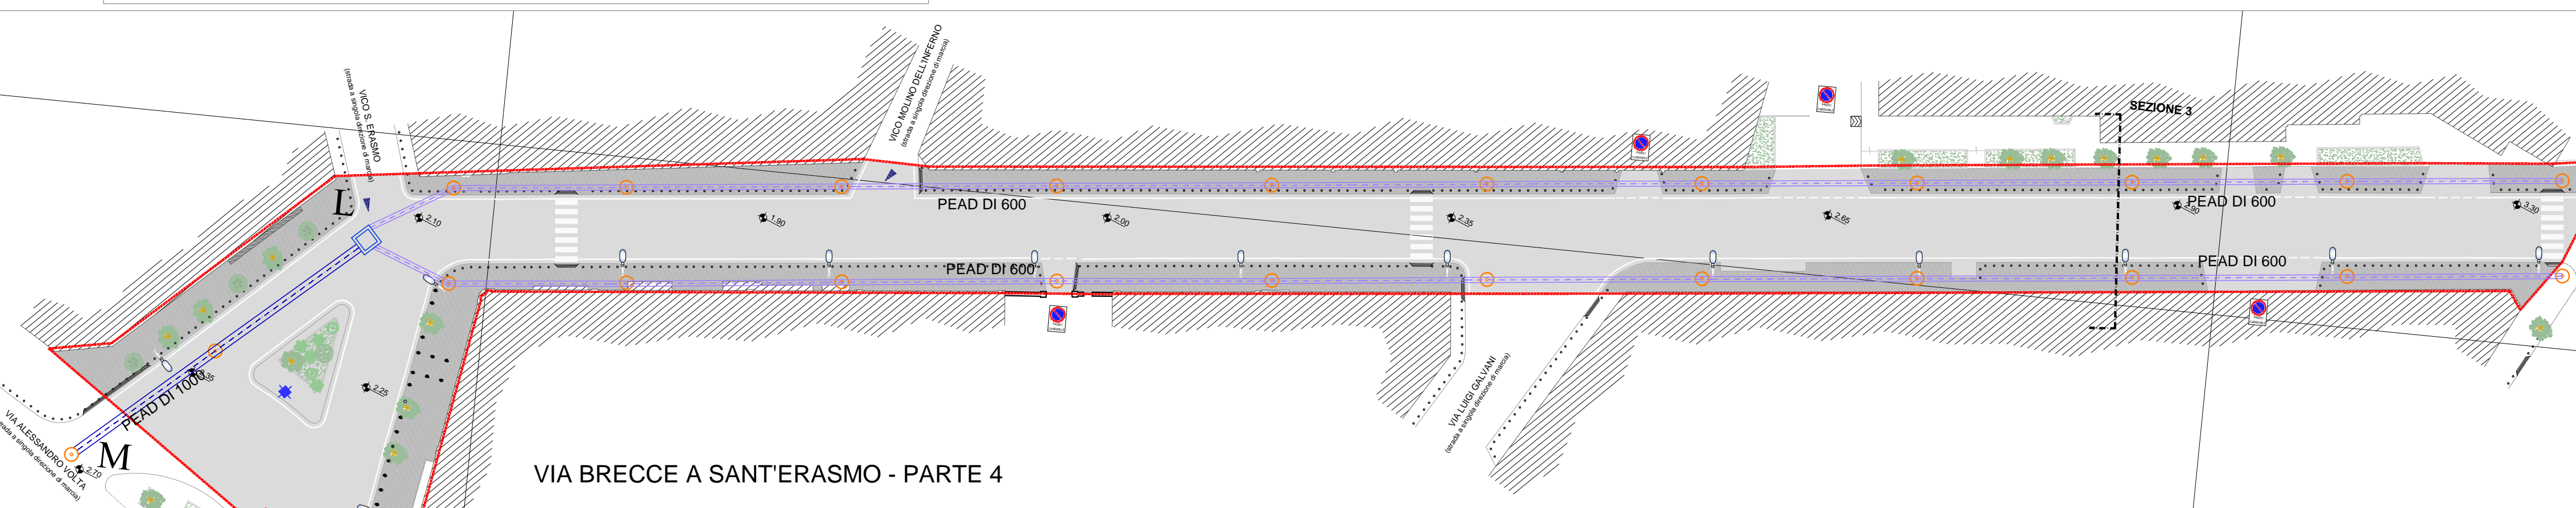 VICO S. ERASMO
(strada a singola direzione di marcia)
VICO MOLINO DELL'INFERNO
(strada a singola direzione di marcia)
SEZIONE 3
L
PEAD DI 600
PEAD DI 600
2.10
1.90
2.00
2.35
2.65
2.90
3.30
PEAD DI 600
PEAD DI 600
PEAD DI 1000
2.25
VIA LUIGI GALVANI
(strada a singola direzione di marcia)
VIA ALESSANDRO VOLTA
(strada a singola direzione di marcia)
M
2.70
VIA BRECCE A SANT'ERASMO - PARTE 4